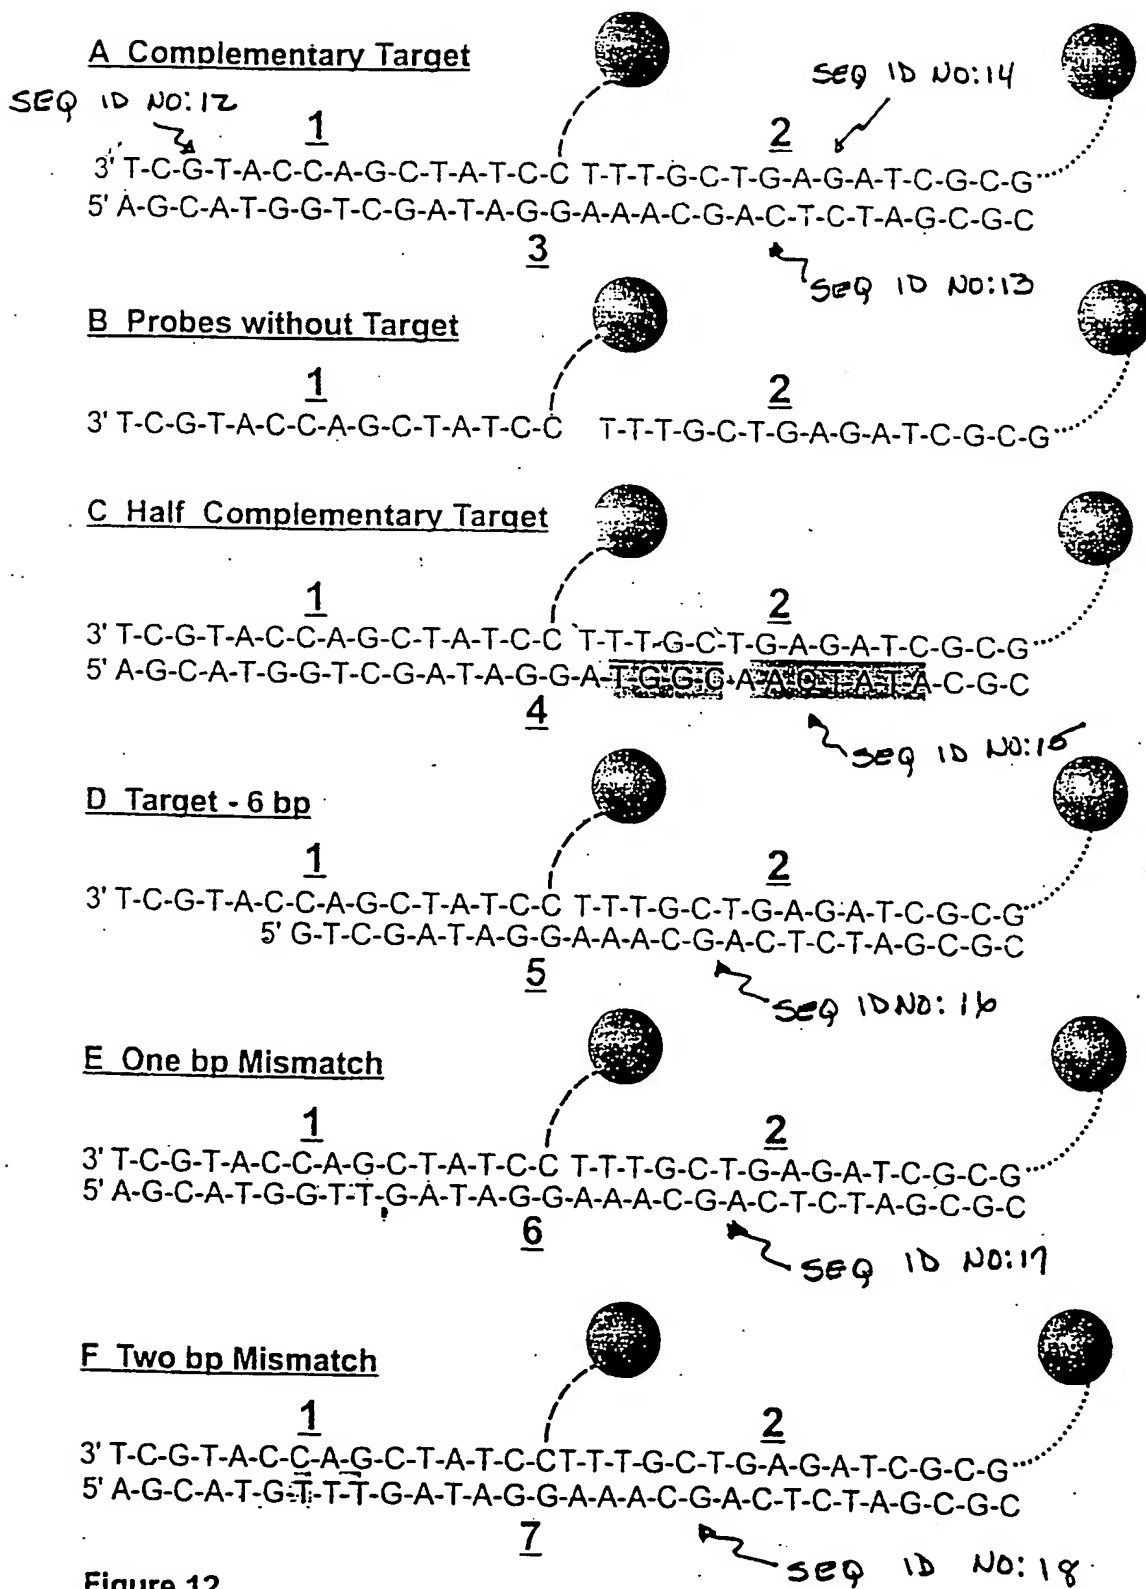 A Complementary Target
SEQ ID NO:12
SEQ ID NO:14
1
2
3' T-C-G-T-A-C-C-A-G-C-T-A-T-C-C T-T-T-G-C-T-G-A-G-A-T-C-G-C-G
5' A-G-C-A-T-G-G-T-C-G-A-T-A-G-G-A-A-A-C-G-A-C-T-C-T-A-G-C-G-C
3
SEQ ID NO:13
B Probes without Target
1
2
3' T-C-G-T-A-C-C-A-G-C-T-A-T-C-C T-T-T-G-C-T-G-A-G-A-T-C-G-C-G
C Half Complementary Target
1
2
3' T-C-G-T-A-C-C-A-G-C-T-A-T-C-C T-T-T-G-C-T-G-A-G-A-T-C-G-C-G
5' A-G-C-A-T-G-G-T-C-G-A-T-A-G-G-A-T-G-G-C-A-A-C-T-A-T-A-C-G-C
4
SEQ ID NO:15
D Target - 6 bp
1
2
3' T-C-G-T-A-C-C-A-G-C-T-A-T-C-C T-T-T-G-C-T-G-A-G-A-T-C-G-C-G
5' G-T-C-G-A-T-A-G-G-A-A-A-C-G-A-C-T-C-T-A-G-C-G-C
5
SEQ ID NO: 16
E One bp Mismatch
1
2
3' T-C-G-T-A-C-C-A-G-C-T-A-T-C-C T-T-T-G-C-T-G-A-G-A-T-C-G-C-G
5' A-G-C-A-T-G-G-T-T-G-A-T-A-G-G-A-A-A-C-G-A-C-T-C-T-A-G-C-G-C
6
SEQ ID NO:17
F Two bp Mismatch
1
2
3' T-C-G-T-A-C-C-A-G-C-T-A-T-C-C-T-T-T-G-C-T-G-A-G-A-T-C-G-C-G
5' A-G-C-A-T-G-T-T-T-G-A-T-A-G-G-A-A-A-C-G-A-C-T-C-T-A-G-C-G-C
7
SEQ ID NO:18
Figure 12